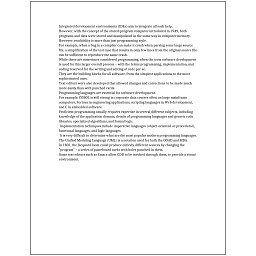 Integrated development environments (IDEs) aim to integrate all such help.
However, with the concept of the stored-program computer introduced in 1949, both
programs and data were stored and manipulated in the same way in computer memory.
However, readability is more than just programming style.
For example, when a bug in a compiler can make it crash when parsing some large source
file, a simplification of the test case that results in only few lines from the original source file
can be sufficient to reproduce the same crash.
While these are sometimes considered programming, often the term software development
is used for this larger overall process – with the terms programming, implementation, and
coding reserved for the writing and editing of code per se.
They are the building blocks for all software, from the simplest applications to the most
sophisticated ones.
Text editors were also developed that allowed changes and corrections to be made much
more easily than with punched cards.
Programming languages are essential for software development.
For example, COBOL is still strong in corporate data centers often on large mainframe
computers, Fortran in engineering applications, scripting languages in Web development,
and C in embedded software.
Proficient programming usually requires expertise in several different subjects, including
knowledge of the application domain, details of programming languages and generic code
libraries, specialized algorithms, and formal logic.
Implementation techniques include imperative languages (object-oriented or procedural),
functional languages, and logic languages.
It is very difficult to determine what are the most popular modern programming languages.
The Unified Modeling Language (UML) is a notation used for both the OOAD and MDA.
In 1801, the Jacquard loom could produce entirely different weaves by changing the
"program" – a series of pasteboard cards with holes punched in them.
Some text editors such as Emacs allow GDB to be invoked through them, to provide a visual
environment.